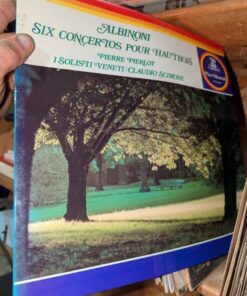 ALBINONI
SIX CONCERTOS POUR HAUTBOIS
PIERRE PIERLOT
I SOLISTI VENETI / CLAUDIO SCIMONE